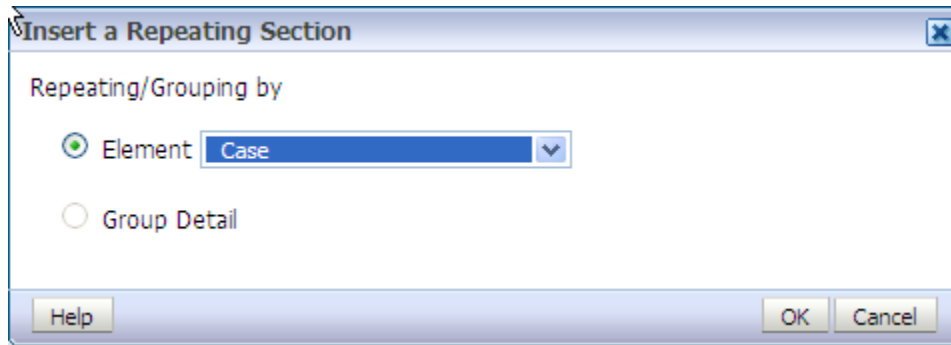 Insert a Repeating Section
Repeating/Grouping by
Element Case
Group Detail
Help OK Cancel